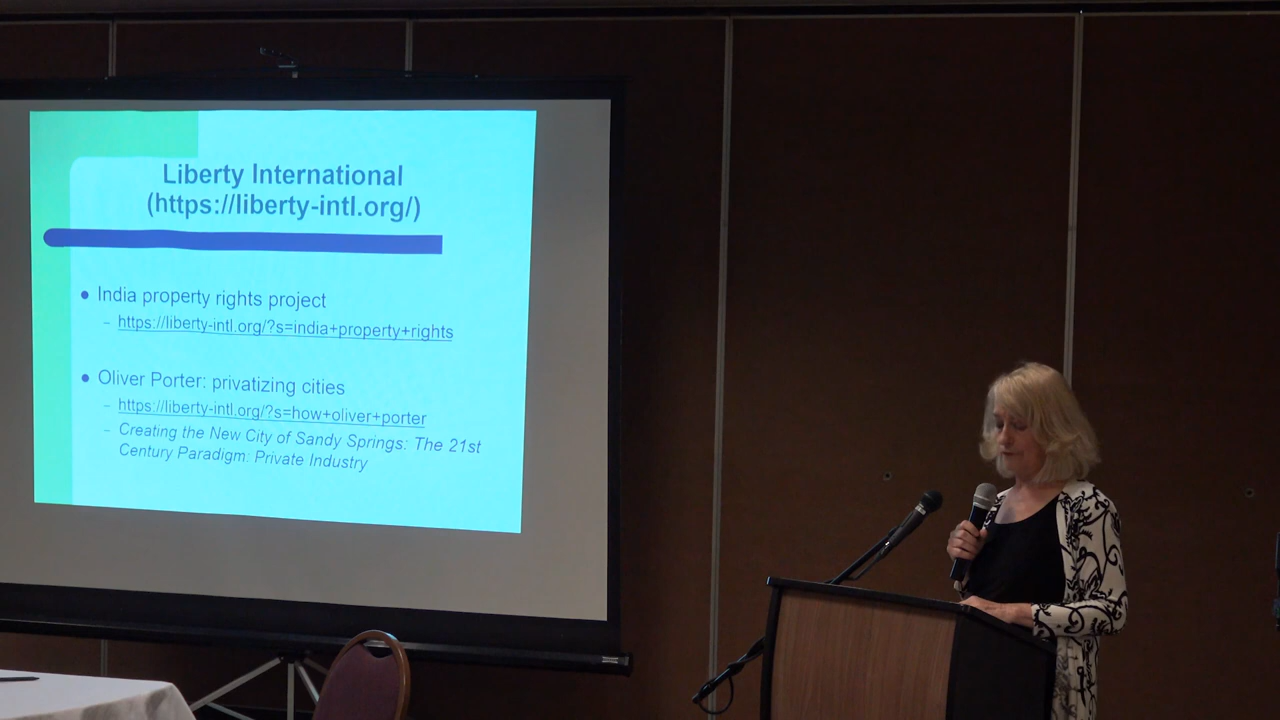 Liberty International
(https://liberty-intl.org/)
● India property rights project
– https://liberty-intl.org/?s=india+property+rights
● Oliver Porter: privatizing cities
– https://liberty-intl.org/?s=how+oliver+porter
– Creating the New City of Sandy Springs: The 21st
Century Paradigm: Private Industry